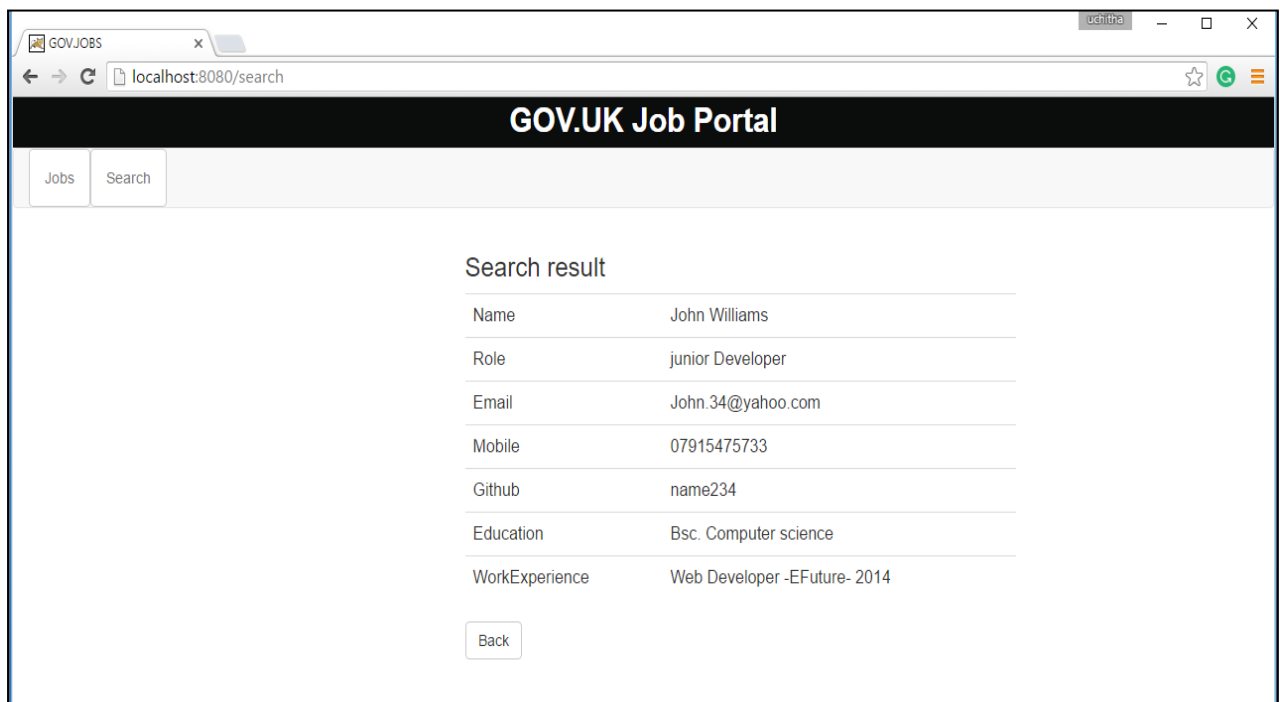 uchitha
GOV.JOBS
localhost:8080/search
GOV.UK Job Portal
Jobs Search
Search result
Name John Williams
Role junior Developer
Email John.34@yahoo.com
Mobile 07915475733
Github name234
Education Bsc. Computer science
WorkExperience Web Developer -EFuture- 2014
Back